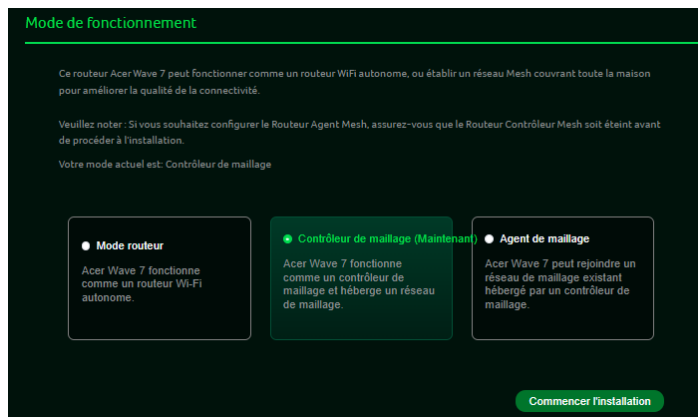 Mode de fonctionnement
Ce routeur Acer Wave 7 peut fonctionner comme un routeur WiFi autonome, ou établir un réseau Mesh couvrant toute la maison
pour améliorer la qualité de la connectivité.
Veuillez noter : Si vous souhaitez configurer le Routeur Agent Mesh, assurez-vous que le Routeur Contrôleur Mesh soit éteint avant
de procéder à l'installation.
Votre mode actuel est: Contrôleur de maillage
Mode routeur
Acer Wave 7 fonctionne
comme un routeur Wi-Fi
autonome.
Contrôleur de maillage (Maintenant)
Acer Wave 7 fonctionne
comme un contrôleur de
maillage et héberge un réseau
de maillage.
Agent de maillage
Acer Wave 7 peut rejoindre un
réseau de maillage existant
hébergé par un contrôleur de
maillage.
Commencer l'installation